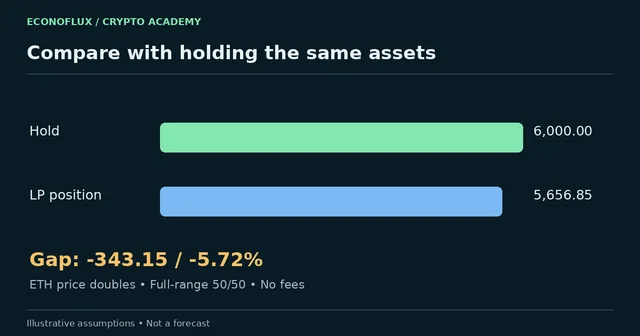 ECONOFLUX / CRYPTO ACADEMY
Compare with holding the same assets
Hold 6,000.00
LP position 5,656.85
Gap: -343.15 / -5.72%
ETH price doubles • Full-range 50/50 • No fees
Illustrative assumptions • Not a forecast